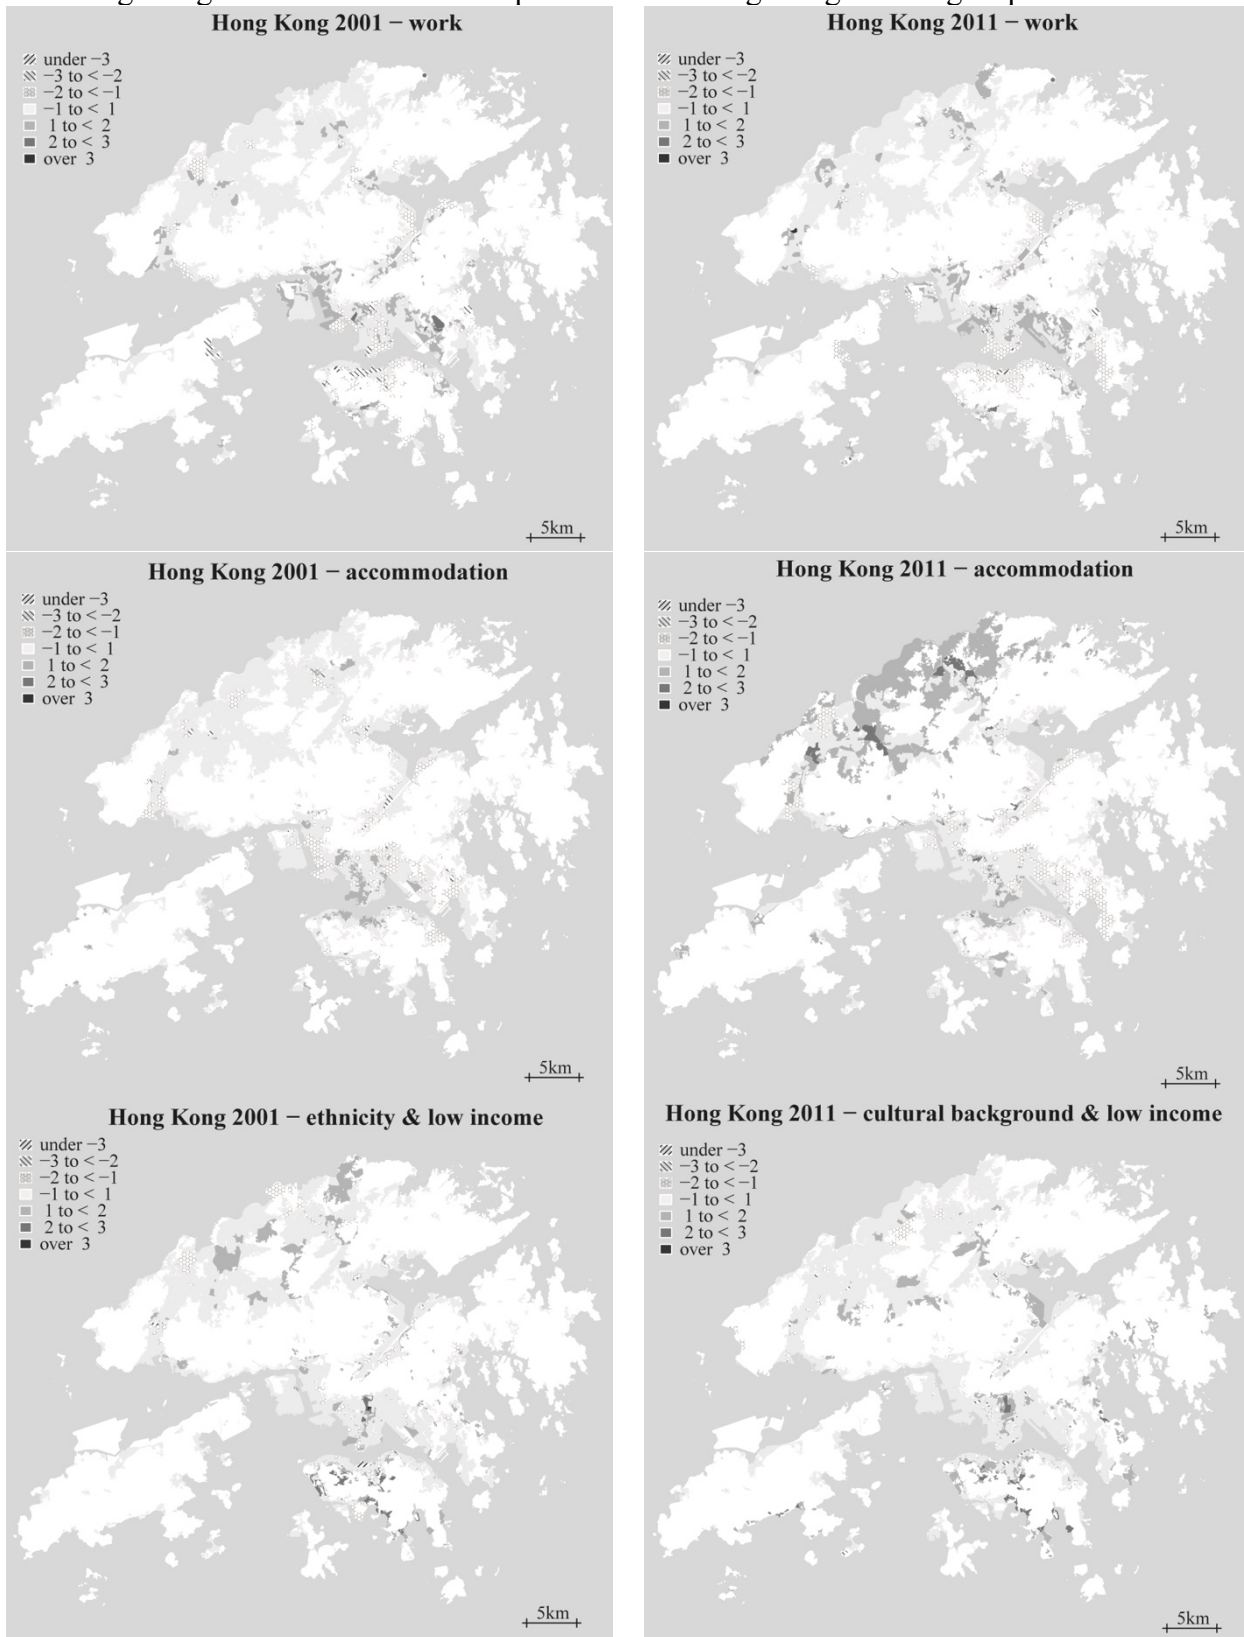 Hong Kong 2001 − work
under −3
−3 to < −2
−2 to < −1
−1 to < 1
1 to < 2
2 to < 3
over 3
5km
Hong Kong 2011 − work
under −3
−3 to < −2
−2 to < −1
−1 to < 1
1 to < 2
2 to < 3
over 3
5km
Hong Kong 2001 − accommodation
under −3
−3 to < −2
−2 to < −1
−1 to < 1
1 to < 2
2 to < 3
over 3
5km
Hong Kong 2011 − accommodation
under −3
−3 to < −2
−2 to < −1
−1 to < 1
1 to < 2
2 to < 3
over 3
5km
Hong Kong 2001 − ethnicity & low income
under −3
−3 to < −2
−2 to < −1
−1 to < 1
1 to < 2
2 to < 3
over 3
5km
Hong Kong 2011 − cultural background & low income
under −3
−3 to < −2
−2 to < −1
−1 to < 1
1 to < 2
2 to < 3
over 3
5km